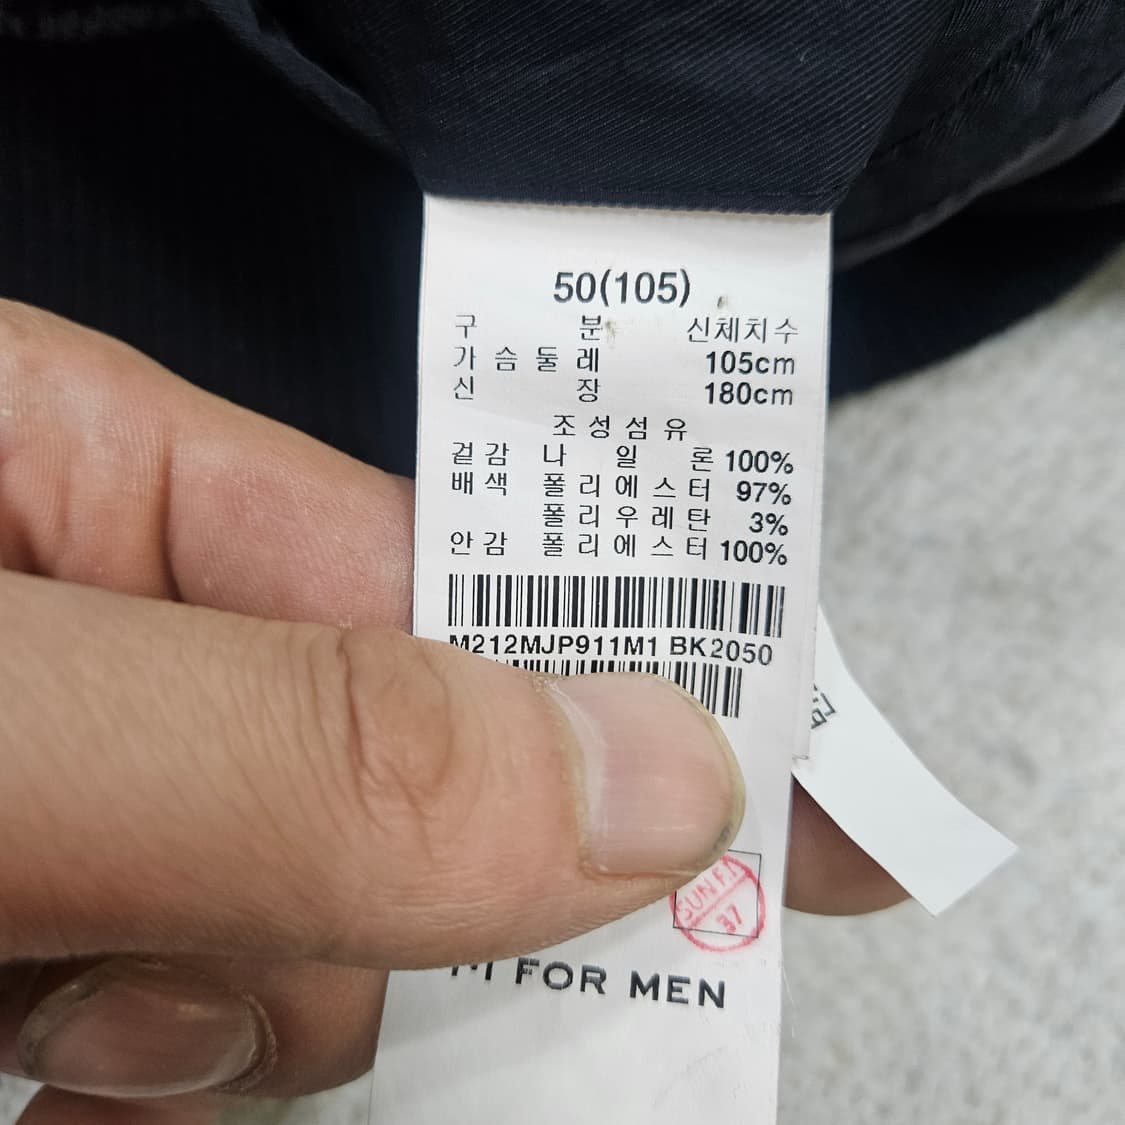 50(105)
구 분 신체치수
가슴둘레 105cm
신 장 180cm
조성섬유
겉감 나 일 론 100%
배색 폴리에스터 97%
폴리우레탄 3%
안감 폴리에스터 100%
M212MJP911M1 BK2050
SUN F.I
37
FOR MEN